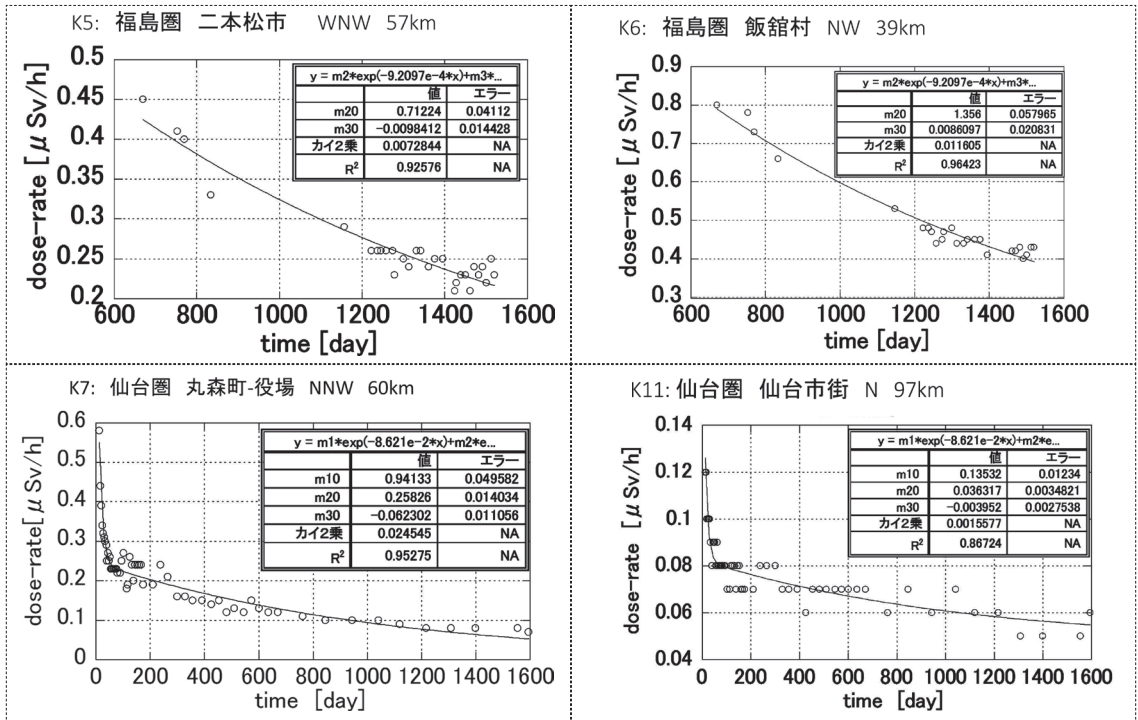 K5: 福島圏 二本松市 WNW 57km
dose-rate [μSv/h]
0.5
0.45
0.4
0.35
0.3
0.25
0.2
y = m2*exp(-9.2097e-4*x)+m3*...
値 エラー
m20 0.71224 0.04112
m30 -0.0098412 0.014428
カイ2乗 0.0072844 NA
R² 0.92576 NA
600 800 1000 1200 1400 1600
time [day]
K6: 福島圏 飯舘村 NW 39km
dose-rate [μSv/h]
0.9
0.8
0.7
0.6
0.5
0.4
0.3
y = m2*exp(-9.2097e-4*x)+m3*...
値 エラー
m20 1.356 0.057965
m30 0.0086097 0.020831
カイ2乗 0.011605 NA
R² 0.96423 NA
600 800 1000 1200 1400 1600
time [day]
K7: 仙台圏 丸森町-役場 NNW 60km
dose-rate[μSv/h]
0.6
0.5
0.4
0.3
0.2
0.1
0
y = m1*exp(-8.621e-2*x)+m2*e...
値 エラー
m10 0.94133 0.049582
m20 0.25826 0.014034
m30 -0.062302 0.011056
カイ2乗 0.024545 NA
R² 0.95275 NA
0 200 400 600 800 1000 1200 1400 1600
time [day]
K11: 仙台圏 仙台市街 N 97km
dose-rate [μSv/h]
0.14
0.12
0.1
0.08
0.06
0.04
y = m1*exp(-8.621e-2*x)+m2*e...
値 エラー
m10 0.13532 0.01234
m20 0.036317 0.0034821
m30 -0.003952 0.0027538
カイ2乗 0.0015577 NA
R² 0.86724 NA
0 200 400 600 800 1000 1200 1400 1600
time [day]